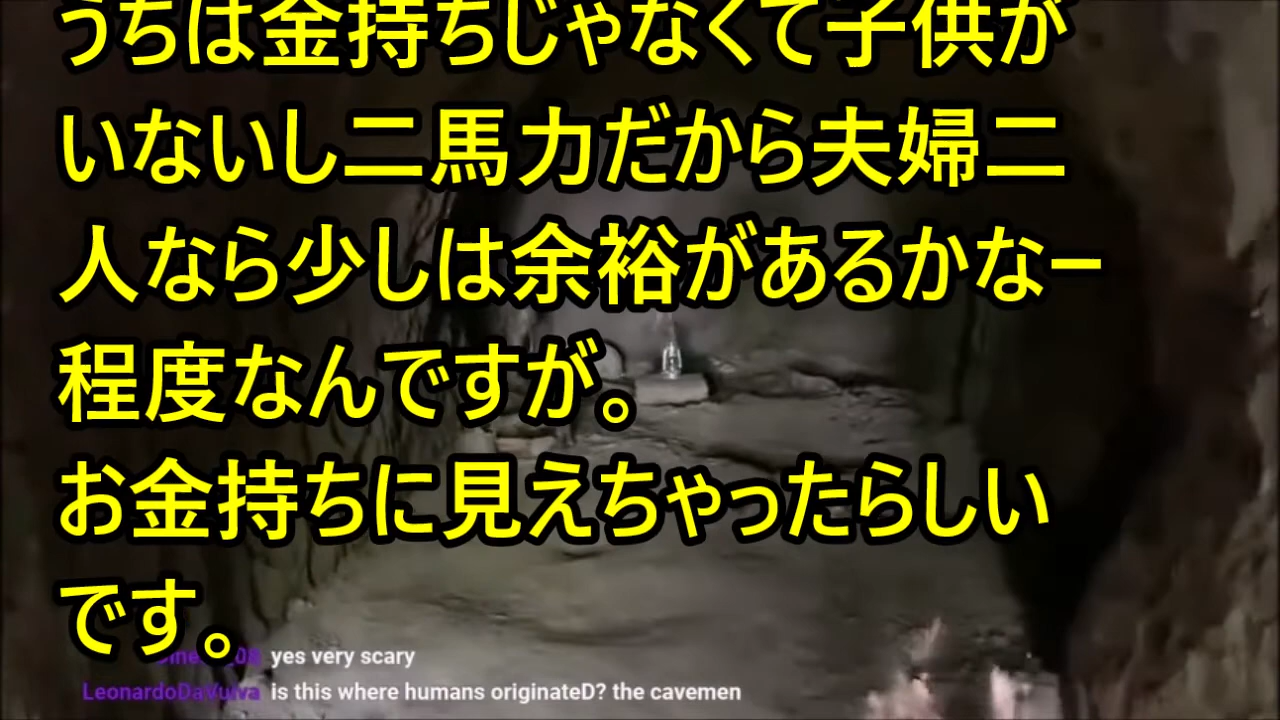 うちは金持ちじゃなくて子供が
いないし二馬力だから夫婦二
人なら少しは余裕があるかなー
程度なんですが。
お金持ちに見えちゃったらしい
です。
yes very scary
LeonardoDaVulva is this where humans originateD? the cavemen